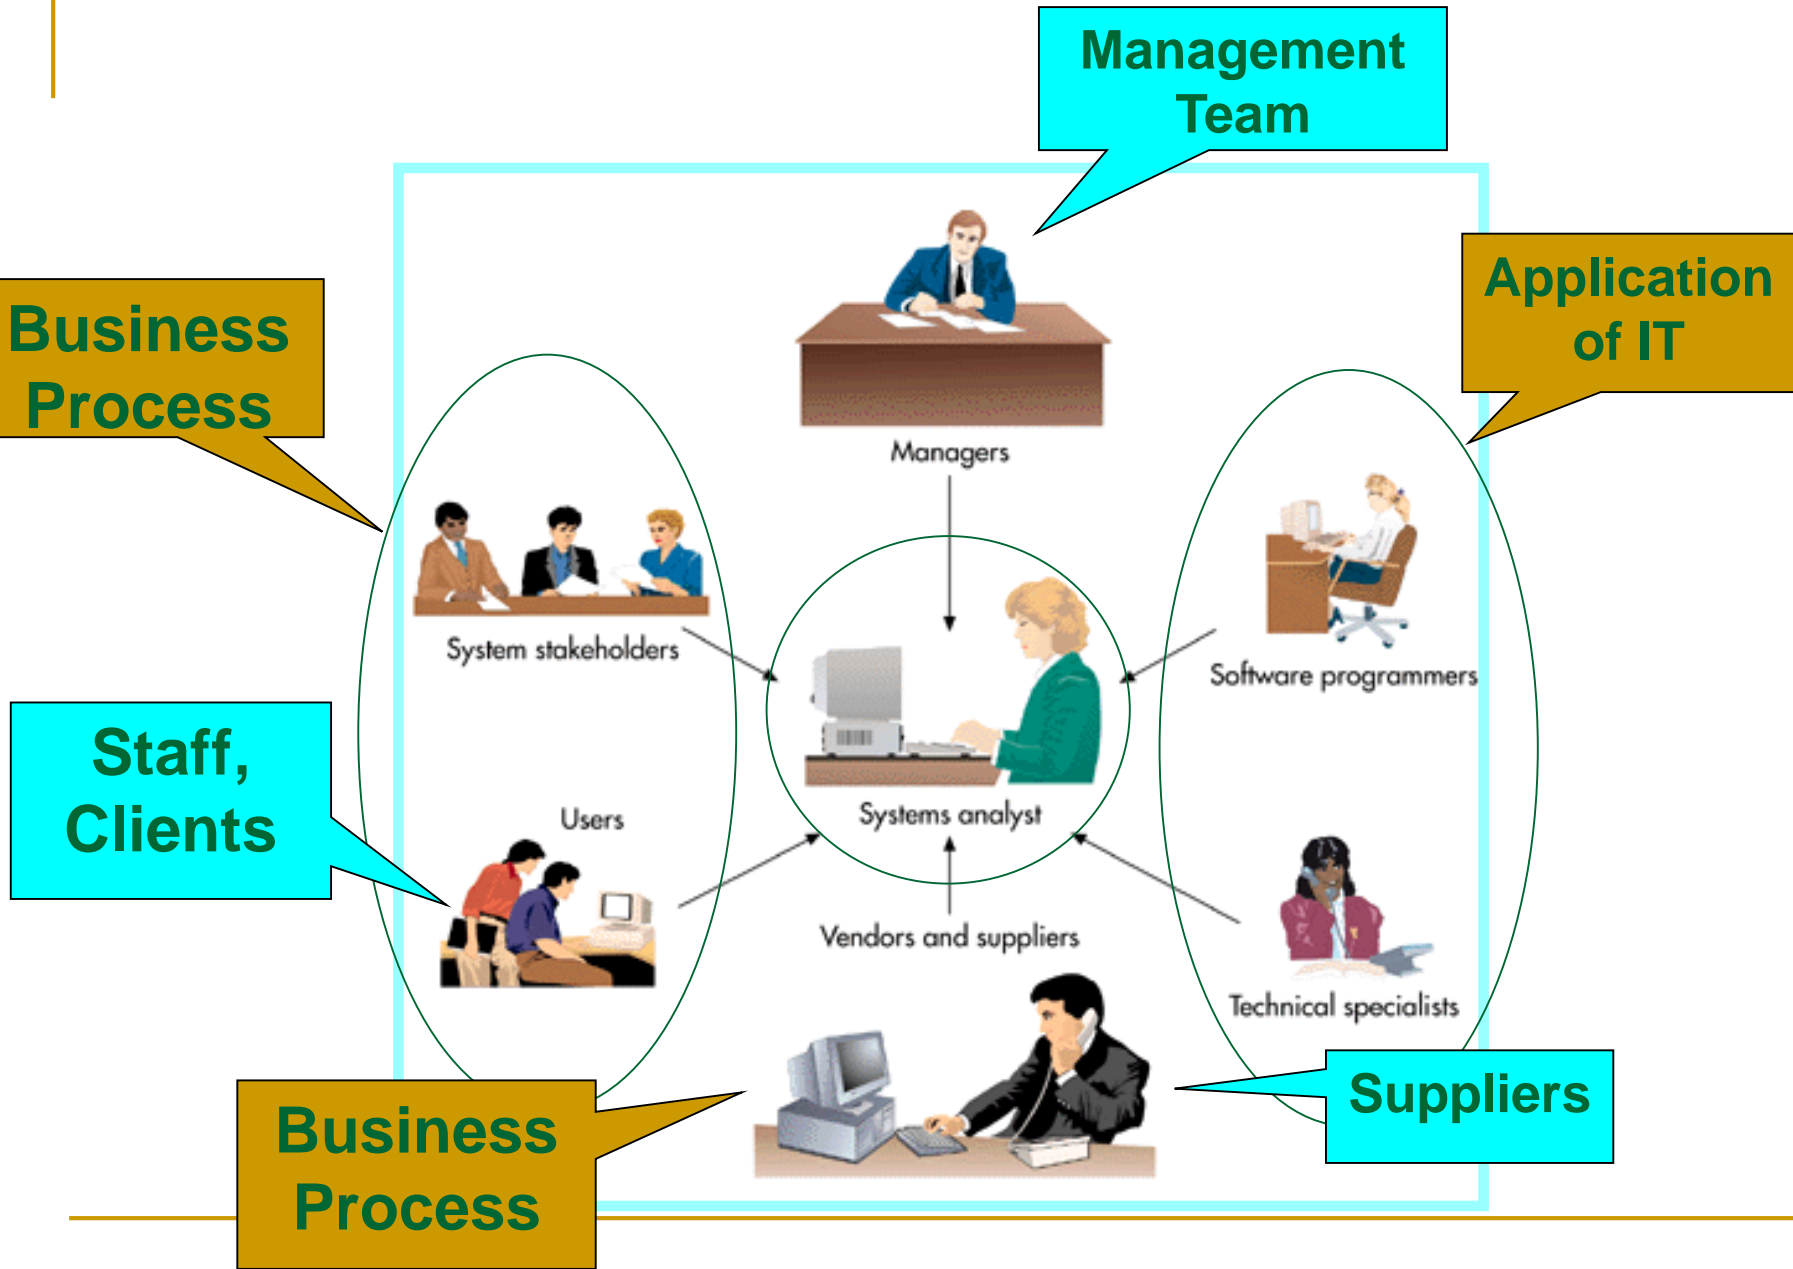 Management
Team
Application
of IT
Business
Process
Managers
System stakeholders
Software programmers
Staff,
Clients
Users
Systems analyst
Vendors and suppliers
Technical specialists
Suppliers
Business
Process